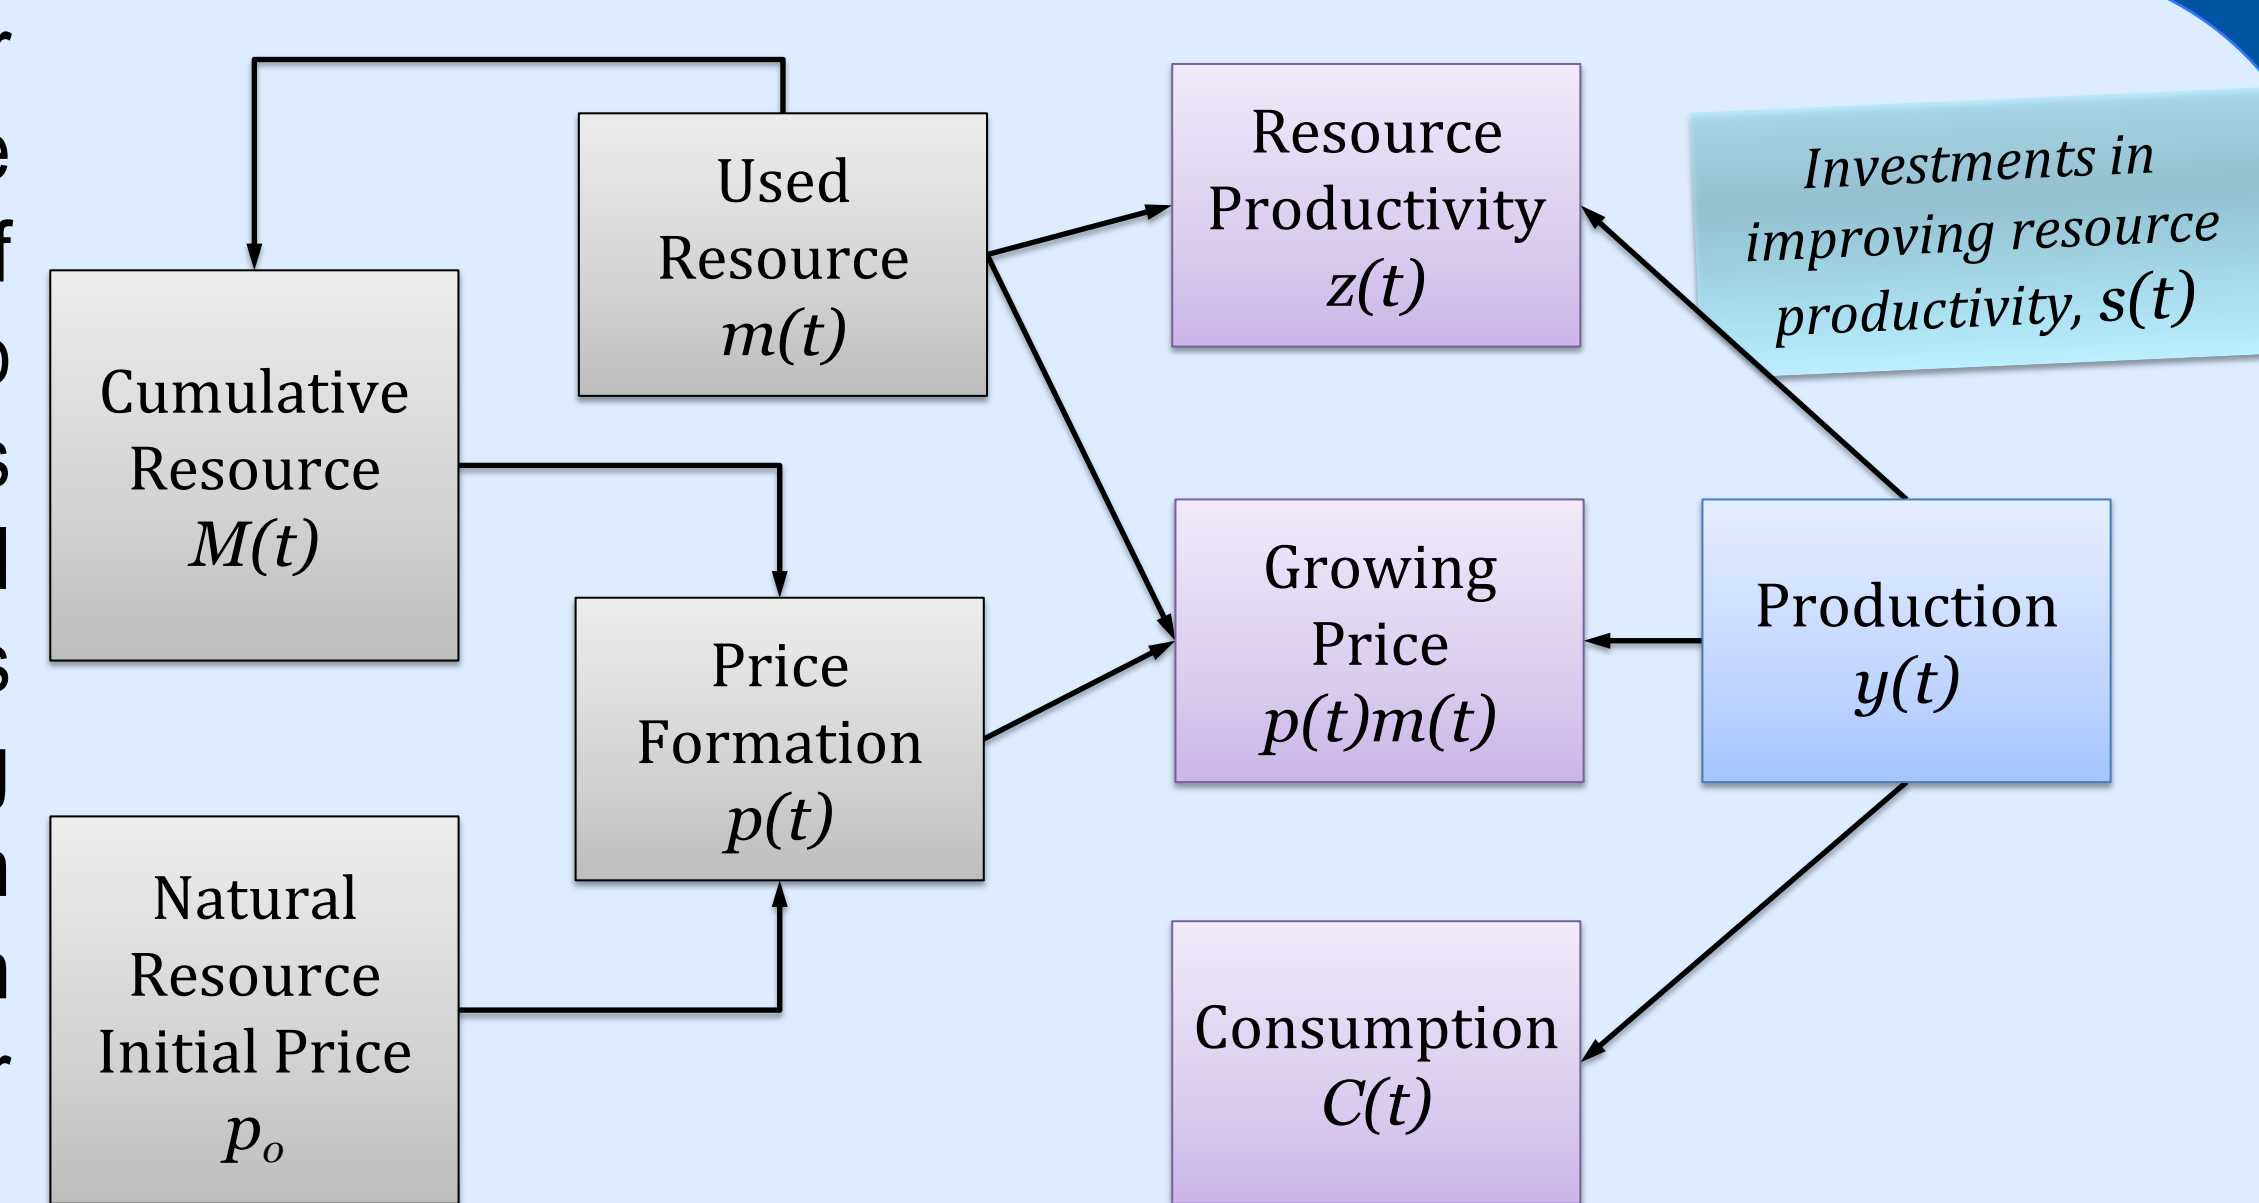 Used
Resource
m(t)
Resource
Productivity
z(t)
Investments in
improving resource
productivity, s(t)
Cumulative
Resource
M(t)
Growing
Price
p(t)m(t)
Production
y(t)
Price
Formation
p(t)
Natural
Resource
Initial Price
pₒ
Consumption
C(t)